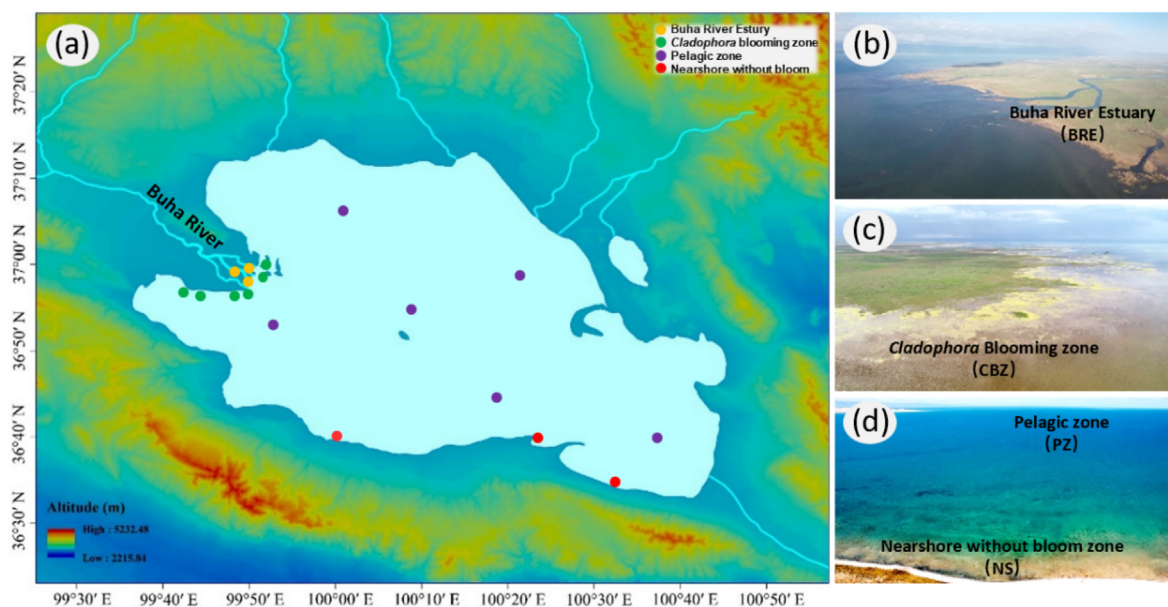 (a)
Buha River Estury
Cladophora blooming zone
Pelagic zone
Nearshore without bloom
37°20′ N
37°10′ N
37°00′ N
36°50′ N
36°40′ N
36°30′ N
Buha River
Altitude (m)
High : 5232.48
Low : 2215.84
99°30′ E
99°40′ E
99°50′ E
100°00′ E
100°10′ E
100°20′ E
100°30′ E
100°40′ E
100°50′ E
(b)
Buha River Estuary
(BRE)
(c)
Cladophora Blooming zone
(CBZ)
(d)
Pelagic zone
(PZ)
Nearshore without bloom zone
(NS)